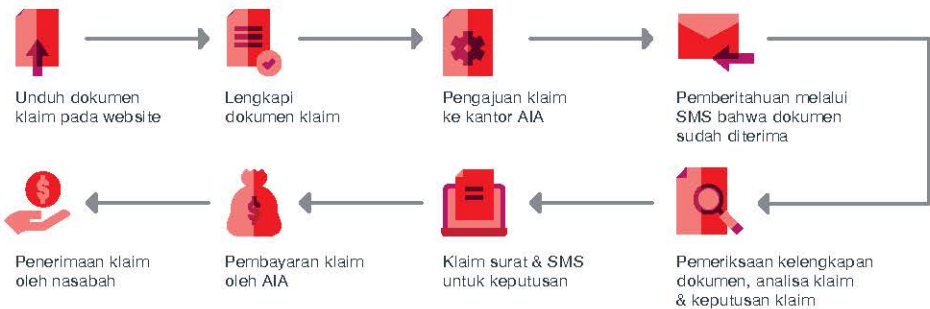 Unduh dokumen
klaim pada website
Lengkapi
dokumen klaim
Pengajuan klaim
ke kantor AIA
Pemberitahuan melalui
SMS bahwa dokumen
sudah diterima
Pemeriksaan kelengkapan
dokumen, analisa klaim
& keputusan klaim
Klaim surat & SMS
untuk keputusan
Pembayaran klaim
oleh AIA
Penerimaan klaim
oleh nasabah